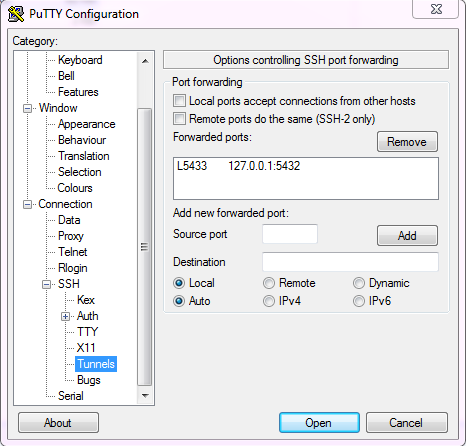 PuTTY Configuration
Category:
Keyboard
Bell
Features
Window
Appearance
Behaviour
Translation
Selection
Colours
Connection
Data
Proxy
Telnet
Rlogin
SSH
Kex
Auth
TTY
X11
Tunnels
Bugs
Serial
Options controlling SSH port forwarding
Port forwarding
Local ports accept connections from other hosts
Remote ports do the same (SSH-2 only)
Forwarded ports:
Remove
L5433 127.0.0.1:5432
Add new forwarded port:
Source port
Add
Destination
Local Remote Dynamic
Auto IPv4 IPv6
About Open Cancel